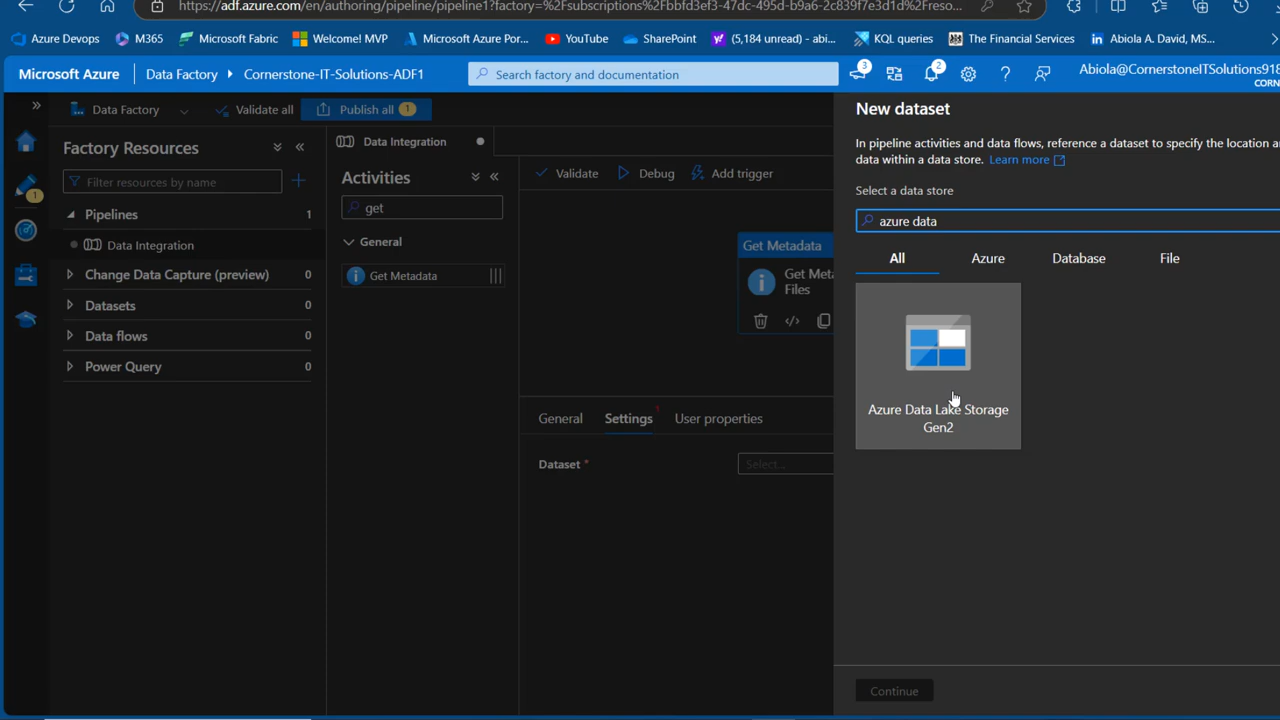 https://adf.azure.com/en/authoring/pipeline/pipeline1?factory=%2Fsubscriptions%2Fbbfd3ef3-47dc-495d-b9a6-2c839f7e3d1d%2Freso...
Azure Devops
M365
Microsoft Fabric
Welcome! MVP
Microsoft Azure Por...
YouTube
SharePoint
(5,184 unread) - abi...
KQL queries
The Financial Services
Abiola A. David, MS...
Microsoft Azure
Data Factory
Cornerstone-IT-Solutions-ADF1
Search factory and documentation
3
2
Abiola@CornerstoneITSolutions918
CORN
Data Factory
Validate all
Publish all 1
Data Integration
New dataset
In pipeline activities and data flows, reference a dataset to specify the location a
data within a data store. Learn more
Factory Resources
Activities
Validate
Debug
Add trigger
Filter resources by name
get
Select a data store
azure data
1
Pipelines 1
Data Integration
Change Data Capture (preview) 0
Datasets 0
Data flows 0
Power Query 0
General
Get Metadata
Get Metadata
Get Met
Files
All
Azure
Database
File
Azure Data Lake Storage
Gen2
General
Settings
User properties
Dataset *
Select...
Continue